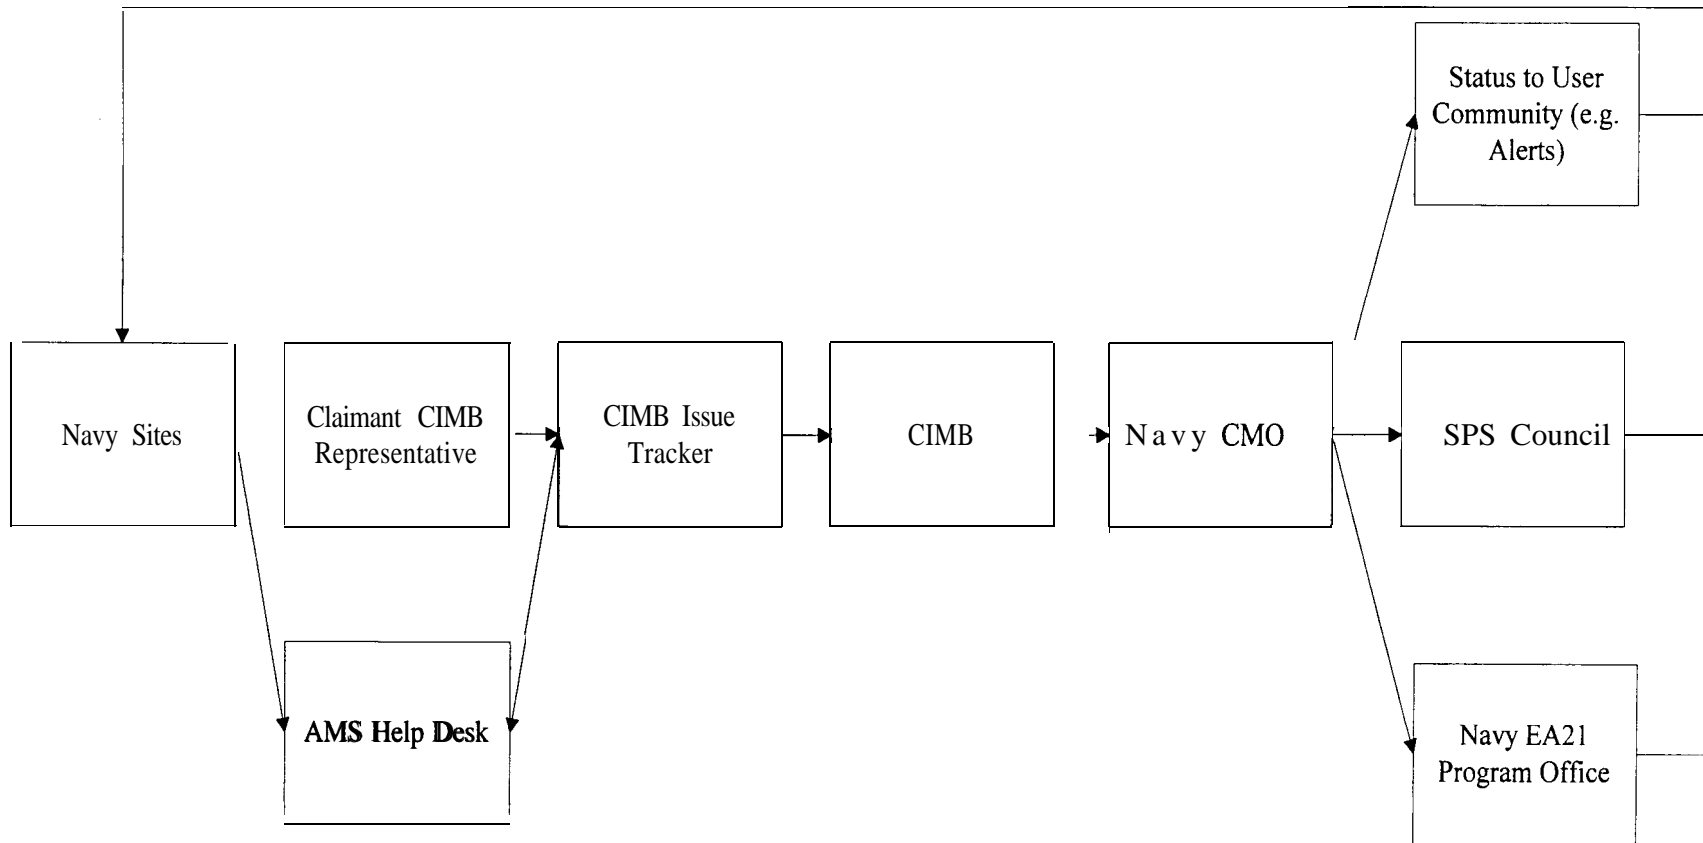 Status to User
Community (e.g.
Alerts)
Navy Sites
Claimant CIMB
Representative
CIMB Issue
Tracker
CIMB
Navy CMO
SPS Council
AMS Help Desk
Navy EA21
Program Office